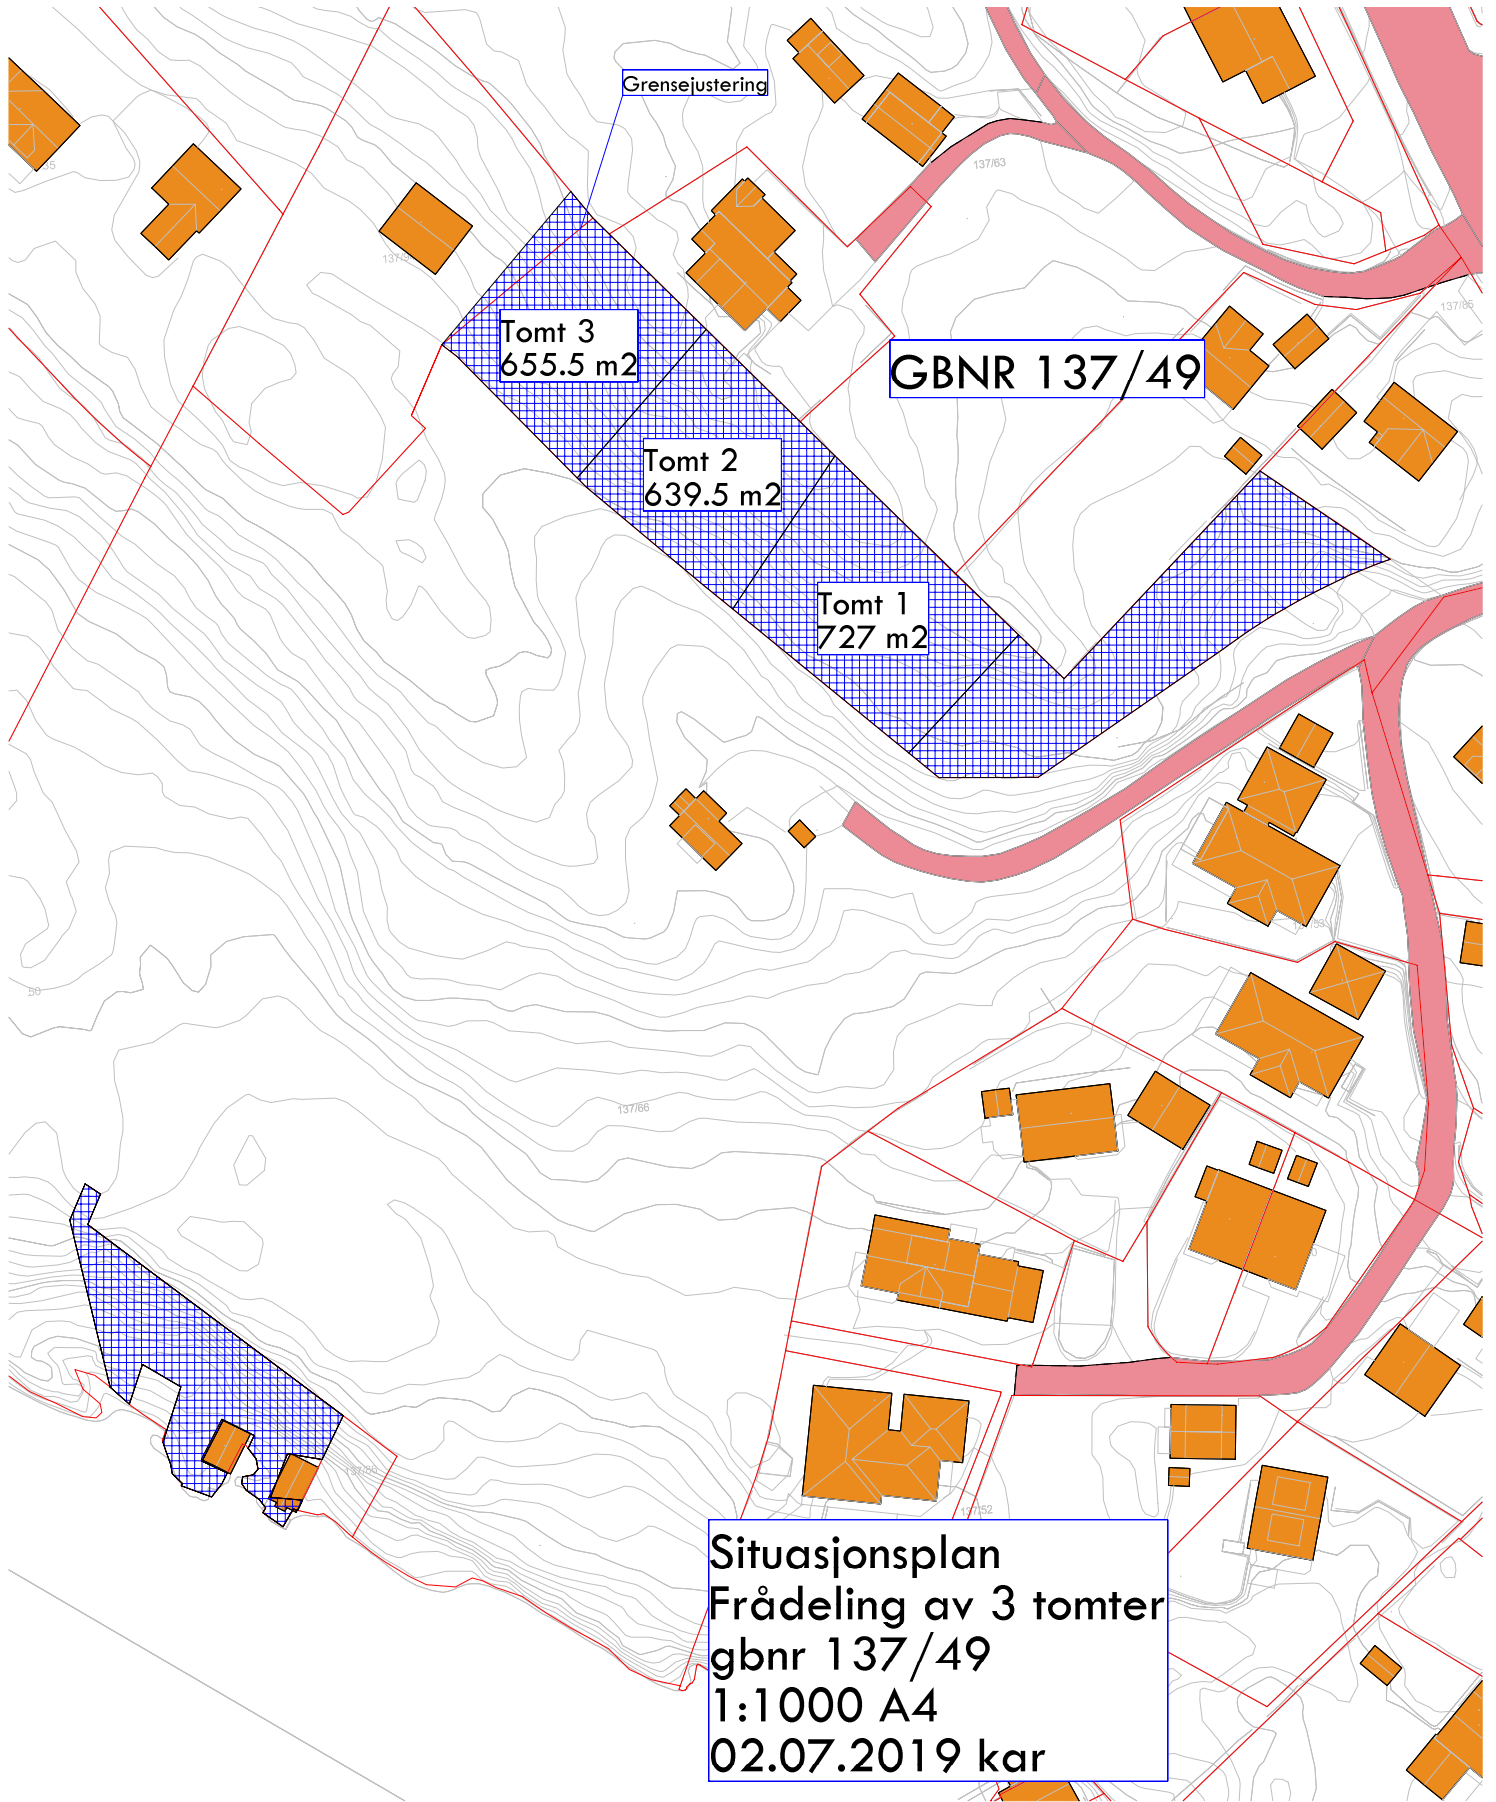 Grensejustering
137/63
137/85
Tomt 3
655.5 m2
GBNR 137/49
Tomt 2
639.5 m2
Tomt 1
727 m2
50
137/66
137/52
Situasjonsplan
Frådeling av 3 tomter
gbnr 137/49
1:1000 A4
02.07.2019 kar